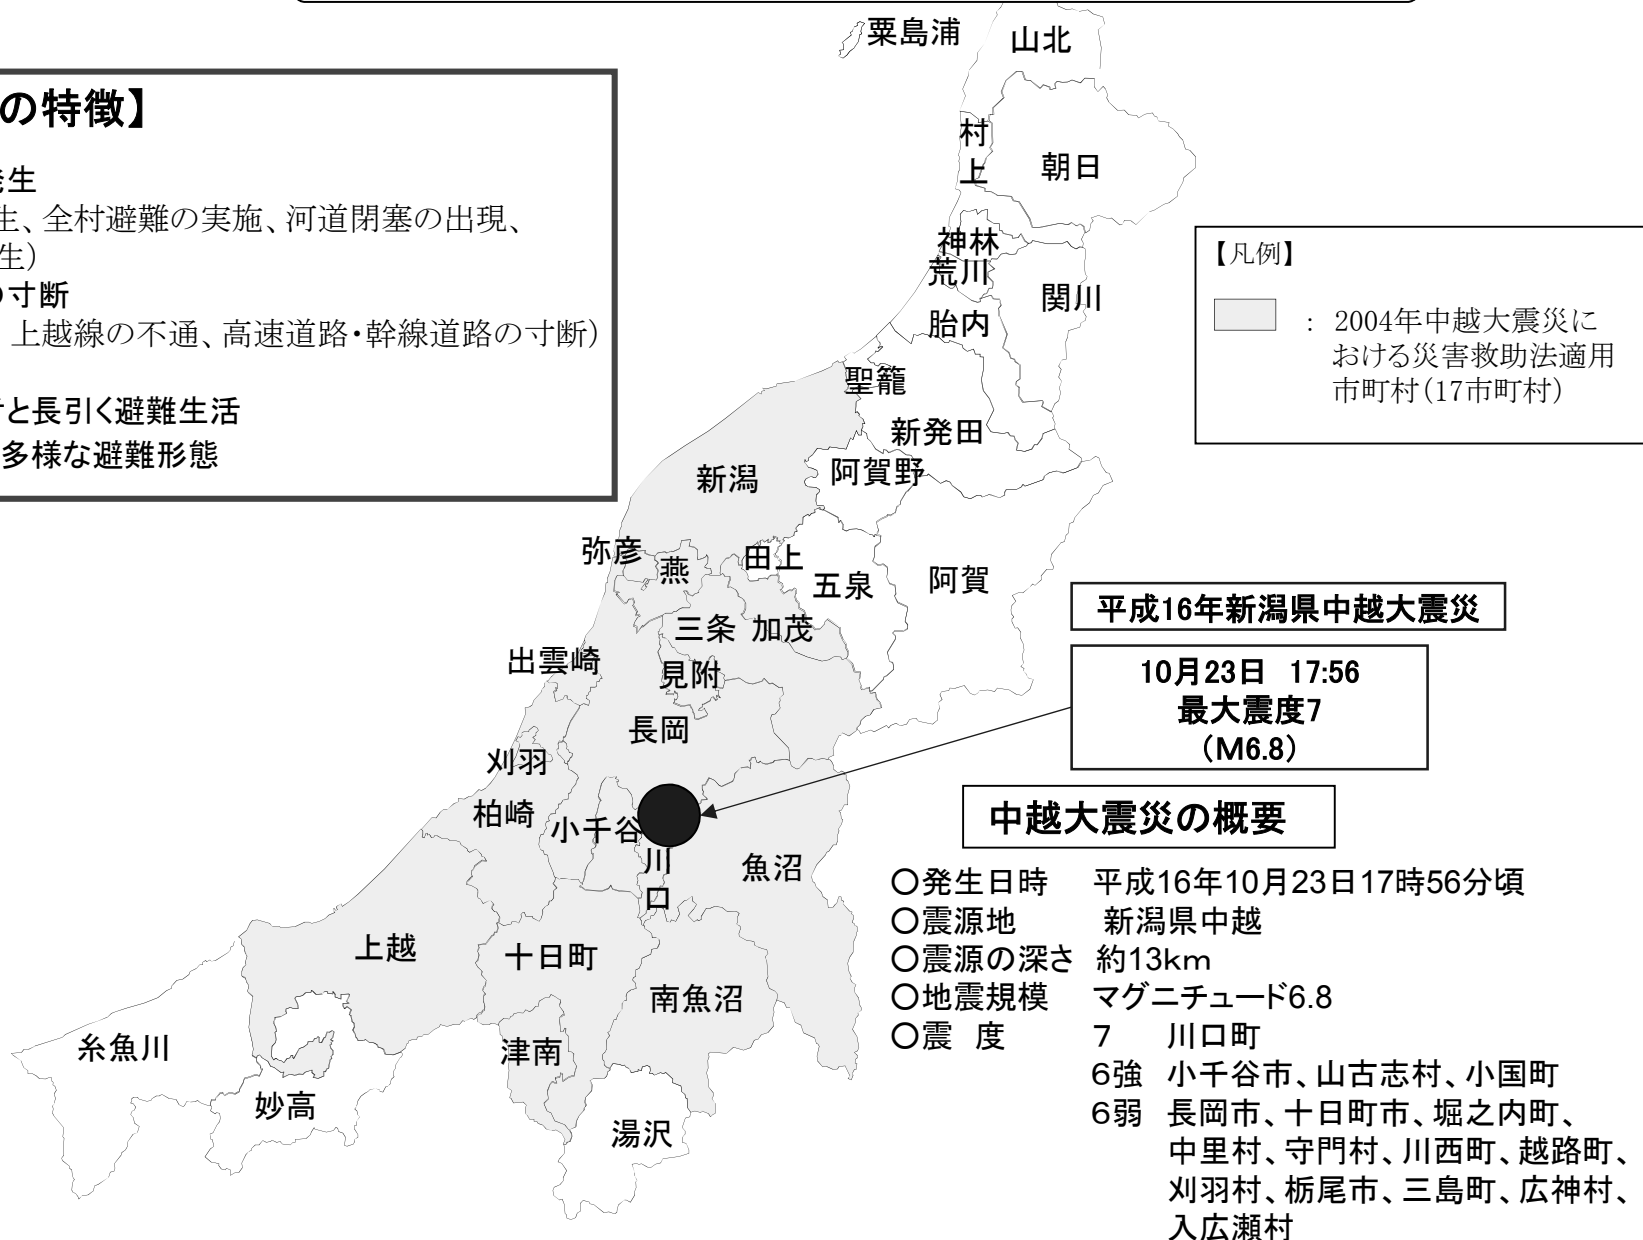 の特徴】
生
生、全村避難の実施、河道閉塞の出現、
生）
の寸断
上越線の不通、高速道路・幹線道路の寸断）
と長引く避難生活
多様な避難形態
粟島浦
山北
村上
朝日
神林
荒川
関川
胎内
聖籠
新発田
阿賀野
新潟
弥彦
燕
田上
五泉
阿賀
三条
加茂
出雲崎
見附
長岡
刈羽
柏崎
小千谷
川口
魚沼
上越
十日町
南魚沼
津南
糸魚川
妙高
湯沢
【凡例】
： 2004年中越大震災に
おける災害救助法適用
市町村（17市町村）
平成16年新潟県中越大震災
10月23日 17:56
最大震度7
（M6.8）
中越大震災の概要
○発生日時 平成16年10月23日17時56分頃
○震源地 新潟県中越
○震源の深さ 約13km
○地震規模 マグニチュード6.8
○震 度 7 川口町
6強 小千谷市、山古志村、小国町
6弱 長岡市、十日町市、堀之内町、
中里村、守門村、川西町、越路町、
刈羽村、栃尾市、三島町、広神村、
入広瀬村